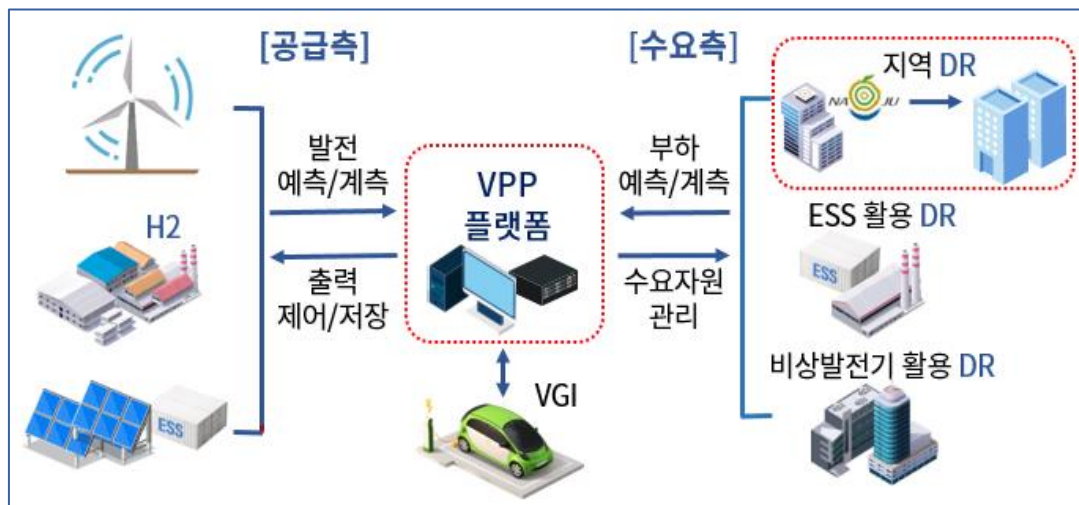 [공급측]
[수요측]
H2
ESS
발전
예측/계측
출력
제어/저장
VPP
플랫폼
VGI
부하
예측/계측
수요자원
관리
지역 DR
NA JU
ESS 활용 DR
ESS
비상발전기 활용 DR